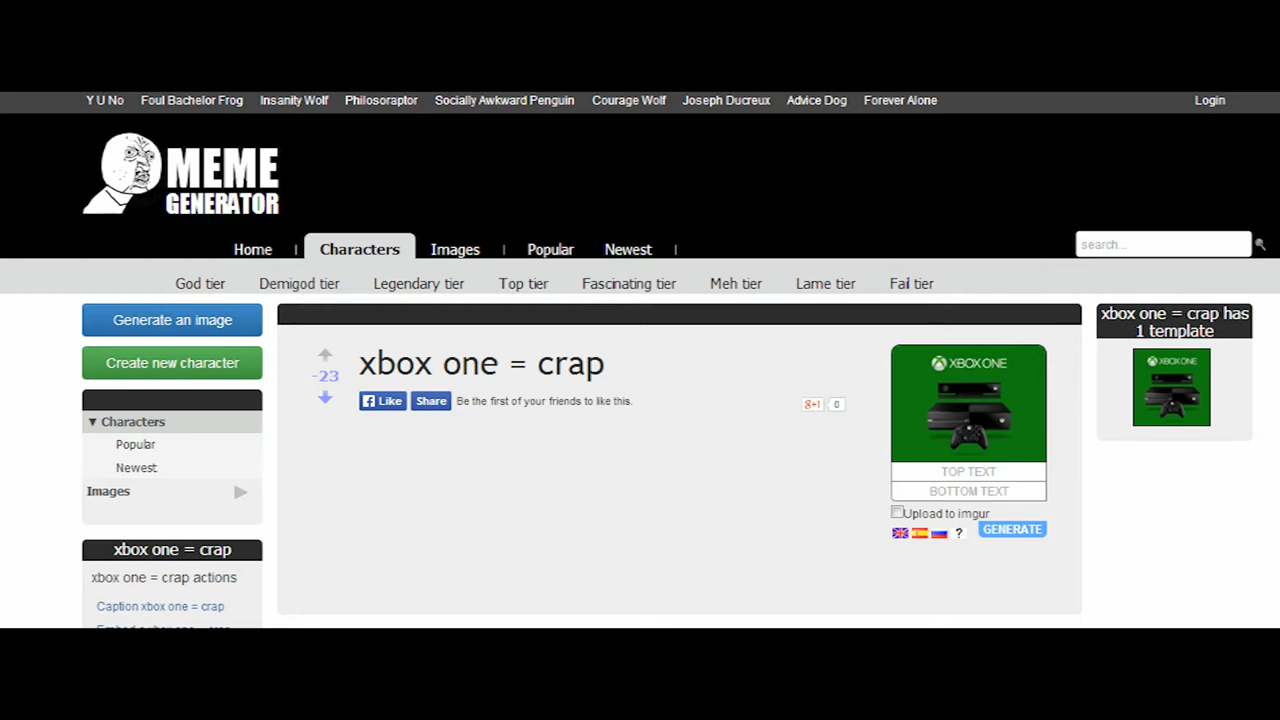 Y U No Foul Bachelor Frog Insanity Wolf Philosoraptor Socially Awkward Penguin Courage Wolf Joseph Ducreux Advice Dog Forever Alone Login
MEME
GENERATOR
Home Characters Images Popular Newest
search...
God tier Demigod tier Legendary tier Top tier Fascinating tier Meh tier Lame tier Fail tier
Generate an image
Create new character
Characters
Popular
Newest
Images
xbox one = crap
xbox one = crap actions
Caption xbox one = crap
-23
xbox one = crap
Like Share Be the first of your friends to like this.
g+1 0
XBOX ONE
TOP TEXT
BOTTOM TEXT
Upload to imgur
? GENERATE
xbox one = crap has
1 template
XBOX ONE